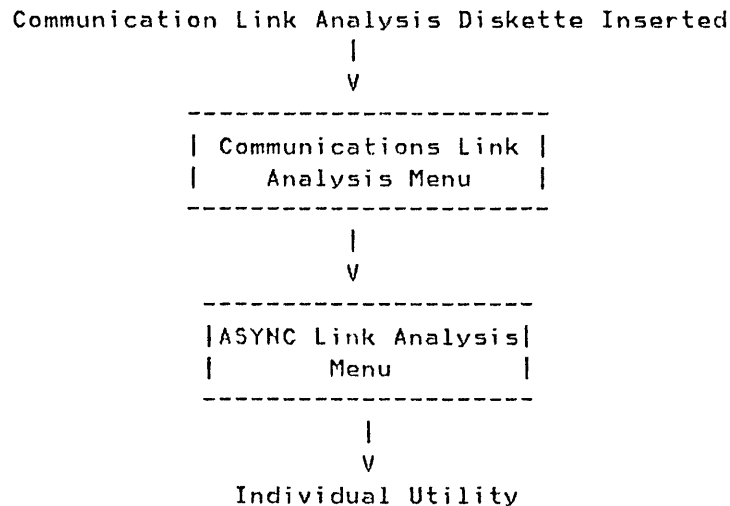 Communication Link Analysis Diskette Inserted
|
V
-----------------------
| Communications Link |
| Analysis Menu |
-----------------------
|
V
---------------------
|ASYNC Link Analysis|
| Menu |
---------------------
|
V
Individual Utility